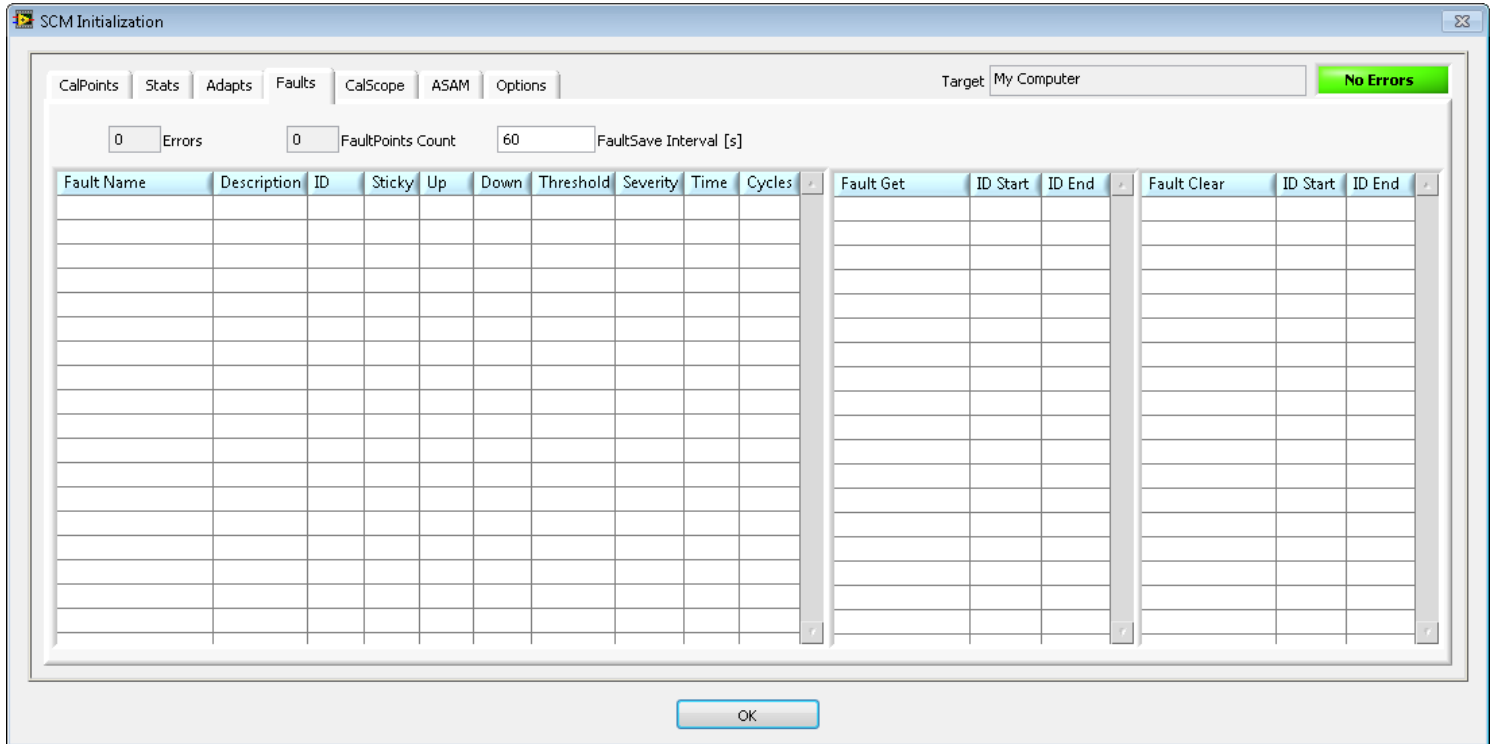 SCM Initialization
CalPoints Stats Adapts Faults CalScope ASAM Options Target My Computer No Errors
0 Errors 0 FaultPoints Count 60 FaultSave Interval [s]
Fault Name Description ID Sticky Up Down Threshold Severity Time Cycles Fault Get ID Start ID End Fault Clear ID Start ID End
OK